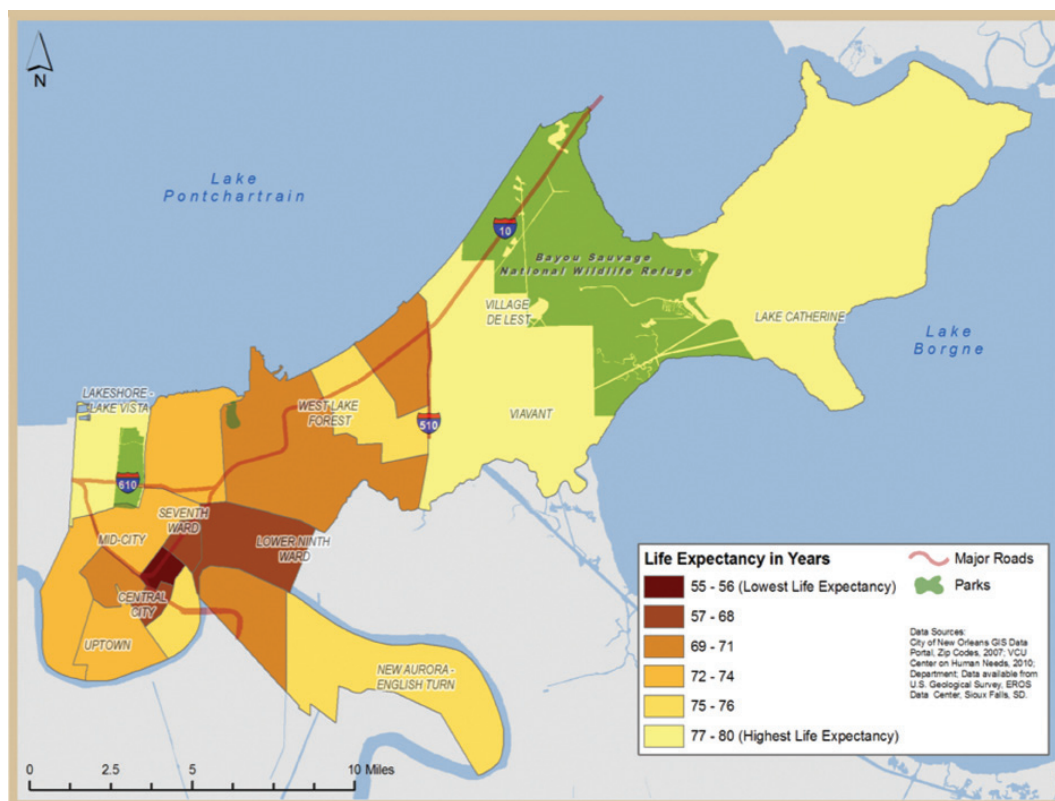 N
Lake
Pontchartrain
10
Bayou Sauvage
National Wildlife Refuge
VILLAGE
DE LEST
LAKE CATHERINE
Lake
Borgne
LAKESHORE -
LAKE VISTA
WEST LAKE
FOREST
VIAVANT
510
610
SEVENTH
WARD
MID-CITY
LOWER NINTH
WARD
CENTRAL
CITY
UPTOWN
NEW AURORA -
ENGLISH TURN
Life Expectancy in Years
55 - 56 (Lowest Life Expectancy)
57 - 68
69 - 71
72 - 74
75 - 76
77 - 80 (Highest Life Expectancy)
Major Roads
Parks
Data Sources:
City of New Orleans GIS Data
Portal, Zip Codes, 2007; VCU
Center on Human Needs, 2010;
Department; Data available from
U.S. Geological Survey, EROS
Data Center, Sioux Falls, SD.
0 2.5 5 10 Miles